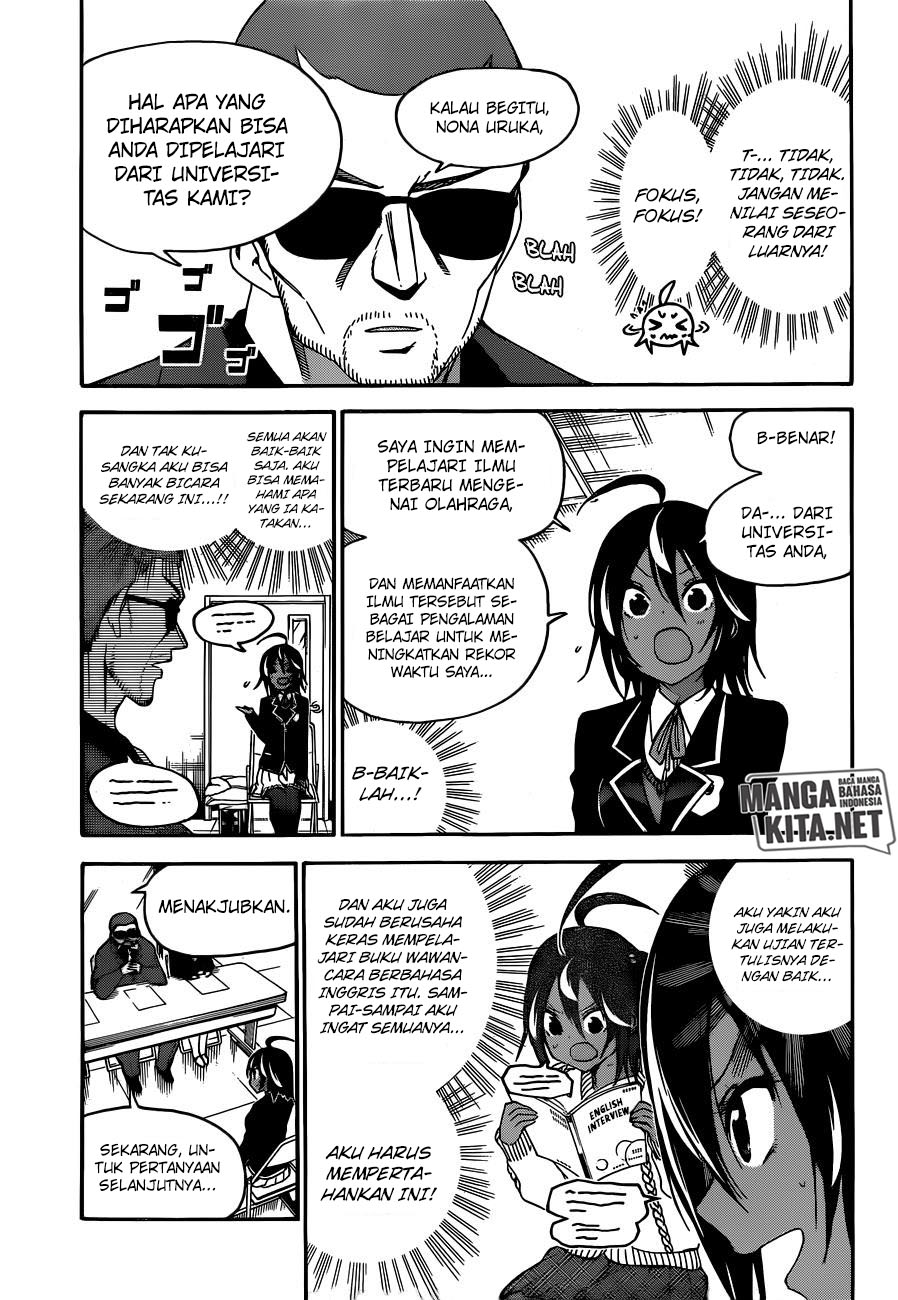 T-... TIDAK,
TIDAK, TIDAK.
JANGAN ME
NILAI SESEO-
RANG DARI
LUARNYA!
FOKUS,
FOKUS!
KALAU BEGITU,
NONA URUKA,
BLAH
BLAH
HAL APA YANG
DIHARAPKAN BISA
ANDA DIPELAJARI
DARI UNIVERSI-
TAS KAMI?
ゴ
ゴ
ゴ
ゴ
B-BENAR!
DA-... DARI
UNIVERSI-
TAS ANDA,
SAYA INGIN MEM-
PELAJARI ILMU
TERBARU MENGE-
NAI OLAHRAGA,
DAN MEMANFAATKAN
ILMU TERSEBUT SE-
BAGAI PENGALAMAN
BELAJAR UNTUK ME-
NINGKATKAN REKOR
WAKTU SAYA...
B-BAIK-
LAH...!
SEMUA AKAN
BAIK-BAIK
SAJA. AKU
BISA MEMA-
HAMI APA
YANG IA KA-
TAKAN...
DAN TAK KU-
SANGKA AKU BISA
BANYAK BICARA
SEKARANG INI...!!
MANGA
KITA.NET
BACA MANGA
BAHASA
INDONESIA
AKU YAKIN AKU
JUGA MELAKU-
KAN UJIAN TER-
TULISNYA DE-
NGAN BAIK...
DAN AKU JUGA
SUDAH BERUSAHA
KERAS MEMPELA-
JARI BUKU WAWAN-
CARA BERBAHASA
INGGRIS ITU. SAM-
PAI-SAMPAI AKU
INGAT SEMUANYA...
ENGLISH
INTERVIEW
AKU HARUS
MEMPERTA-
HANKAN INI!
MENAKJUBKAN.
SEKARANG, UN-
TUK PERTANYAAN
SELANJUTNYA...